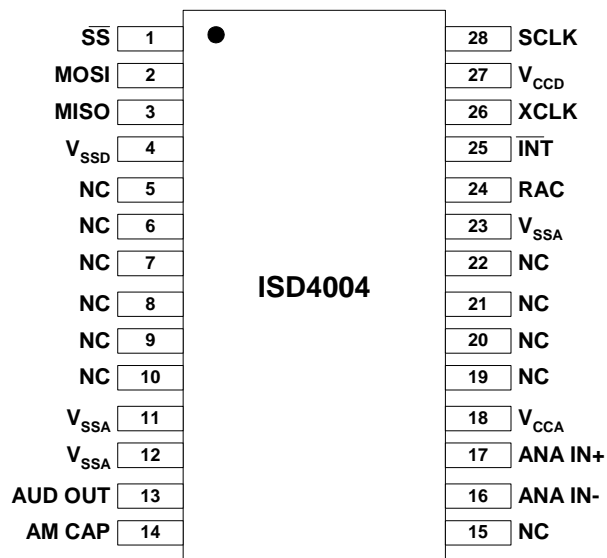 SS 1 28 SCLK
MOSI 2 27 VCCD
MISO 3 26 XCLK
VSSD 4 25 INT
NC 5 24 RAC
NC 6 23 VSSA
NC 7 22 NC
ISD4004
NC 8 21 NC
NC 9 20 NC
NC 10 19 NC
VSSA 11 18 VCCA
VSSA 12 17 ANA IN+
AUD OUT 13 16 ANA IN-
AM CAP 14 15 NC